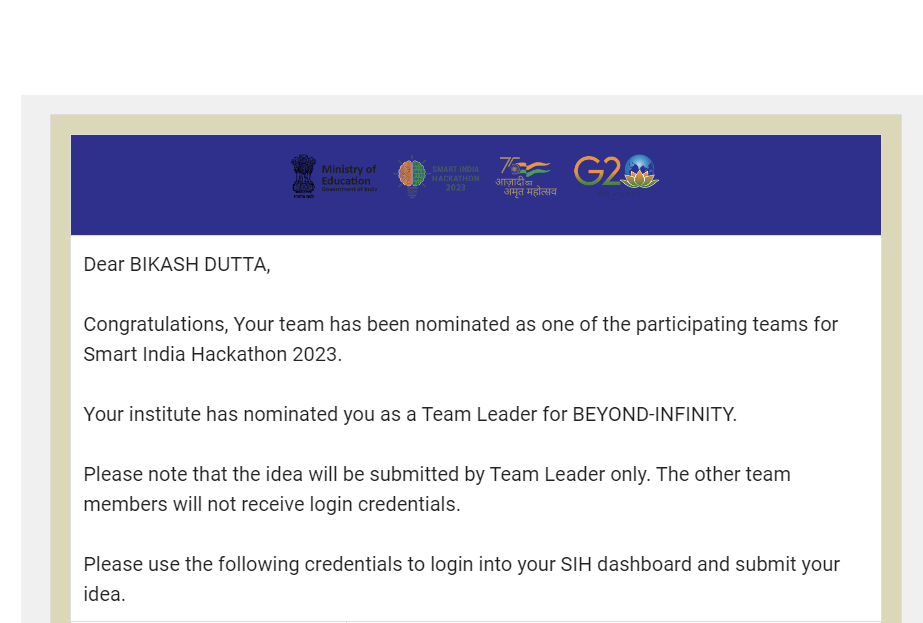 Ministry of
Education
Government of India
SMART INDIA
HACKATHON
2023
75
आज़ादी का
अमृत महोत्सव
G20
Dear BIKASH DUTTA,
Congratulations, Your team has been nominated as one of the participating teams for
Smart India Hackathon 2023.
Your institute has nominated you as a Team Leader for BEYOND-INFINITY.
Please note that the idea will be submitted by Team Leader only. The other team
members will not receive login credentials.
Please use the following credentials to login into your SIH dashboard and submit your
idea.